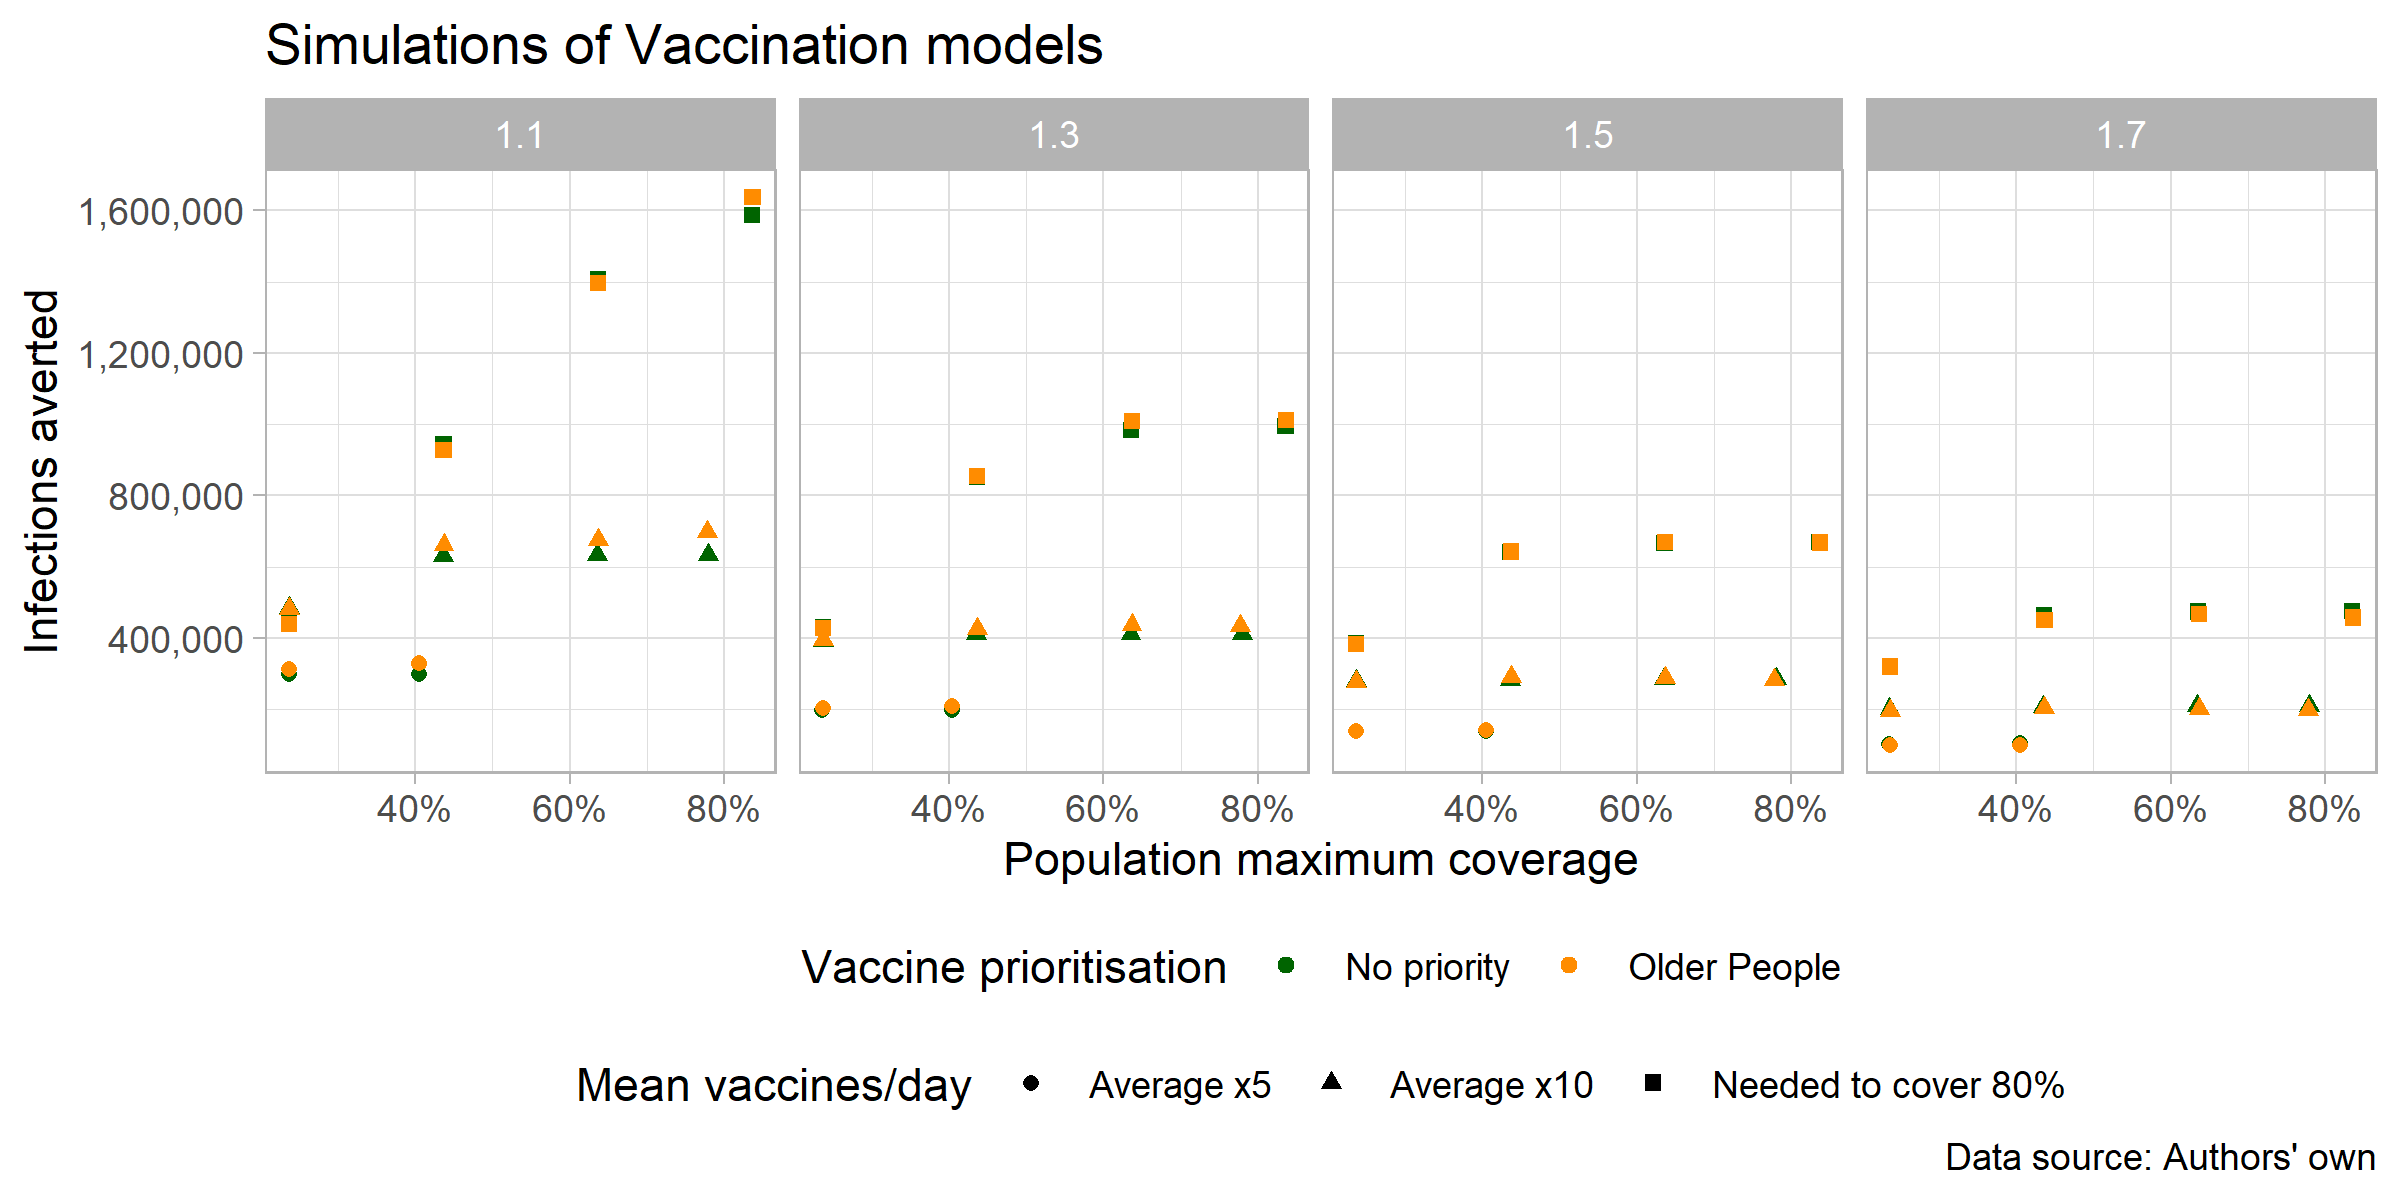 Simulations of Vaccination models
1.1
1.3
1.5
1.7
1,600,000
1,200,000
800,000
400,000
Infections averted
40% 60% 80%
40% 60% 80%
40% 60% 80%
40% 60% 80%
Population maximum coverage
Vaccine prioritisation No priority Older People
Mean vaccines/day Average x5 Average x10 Needed to cover 80%
Data source: Authors' own